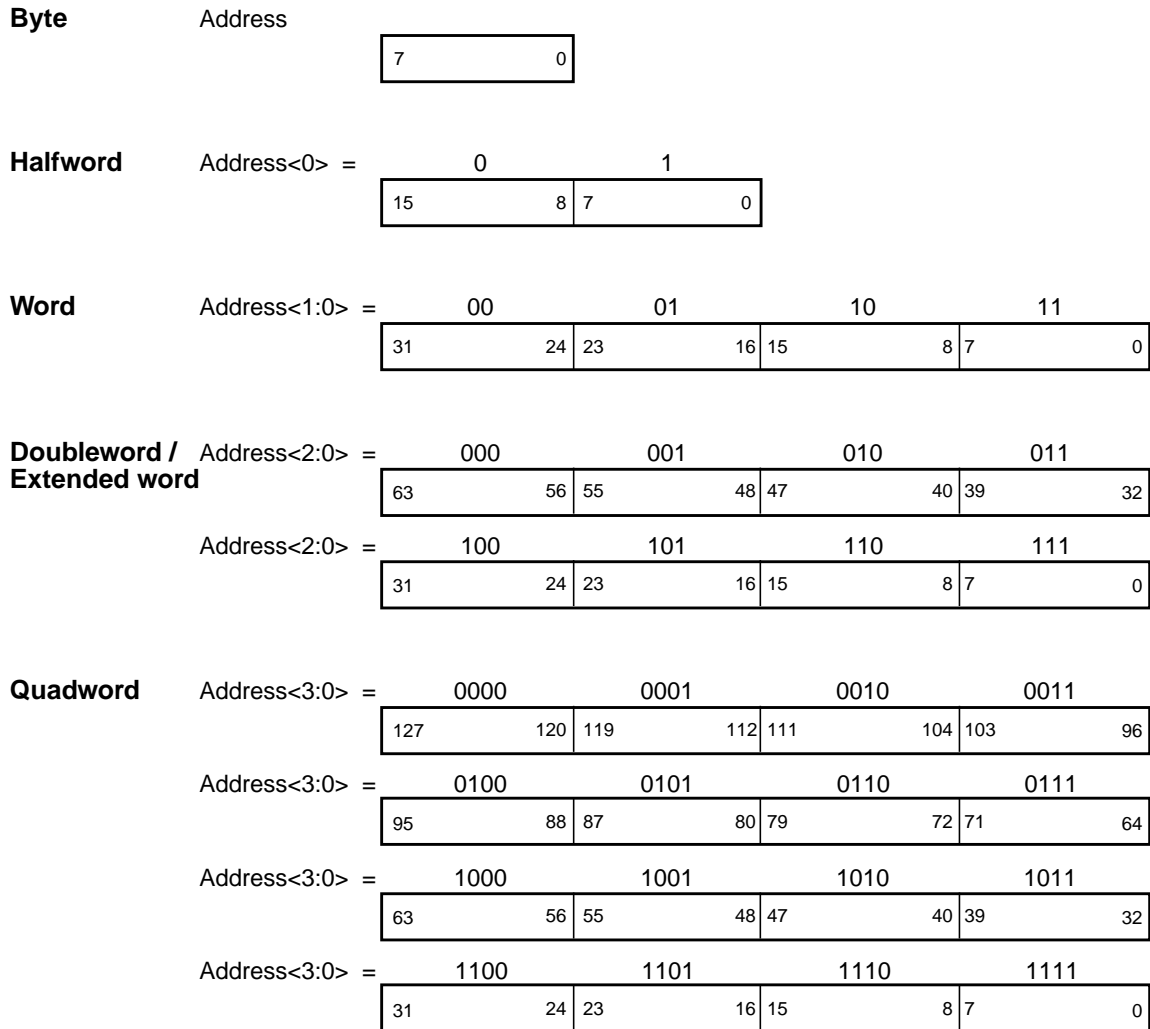 Byte Address
7 0
Halfword Address<0> = 0 1
15 8 7 0
Word Address<1:0> = 00 01 10 11
31 24 23 16 15 8 7 0
Doubleword / Address<2:0> = 000 001 010 011
Extended word
63 56 55 48 47 40 39 32
Address<2:0> = 100 101 110 111
31 24 23 16 15 8 7 0
Quadword Address<3:0> = 0000 0001 0010 0011
127 120 119 112 111 104 103 96
Address<3:0> = 0100 0101 0110 0111
95 88 87 80 79 72 71 64
Address<3:0> = 1000 1001 1010 1011
63 56 55 48 47 40 39 32
Address<3:0> = 1100 1101 1110 1111
31 24 23 16 15 8 7 0